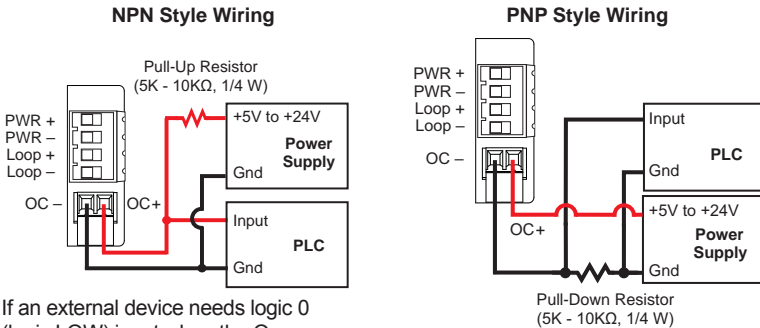 NPN Style Wiring
Pull-Up Resistor
(5K - 10KΩ, 1/4 W)
PWR +
PWR –
Loop +
Loop –
OC –
OC+
+5V to +24V
Power
Supply
Gnd
Input
PLC
Gnd
If an external device needs logic 0
PNP Style Wiring
PWR +
PWR –
Loop +
Loop –
OC –
OC+
Input
PLC
Gnd
+5V to +24V
Power
Supply
Gnd
Pull-Down Resistor
(5K - 10KΩ, 1/4 W)